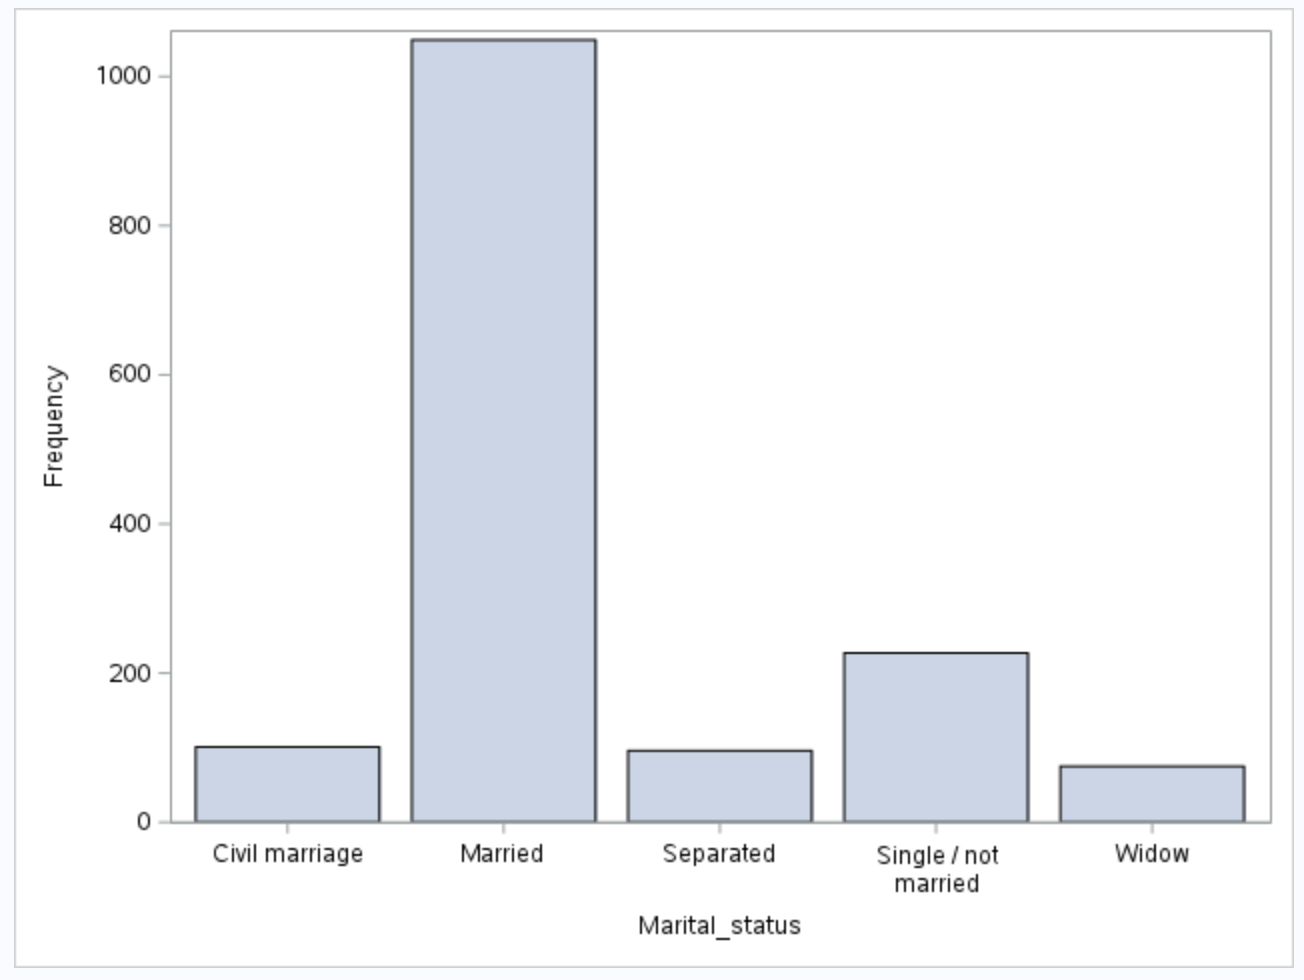 1000
800
600
400
200
0
Frequency
Civil marriage
Married
Separated
Single / not
married
Widow
Marital_status